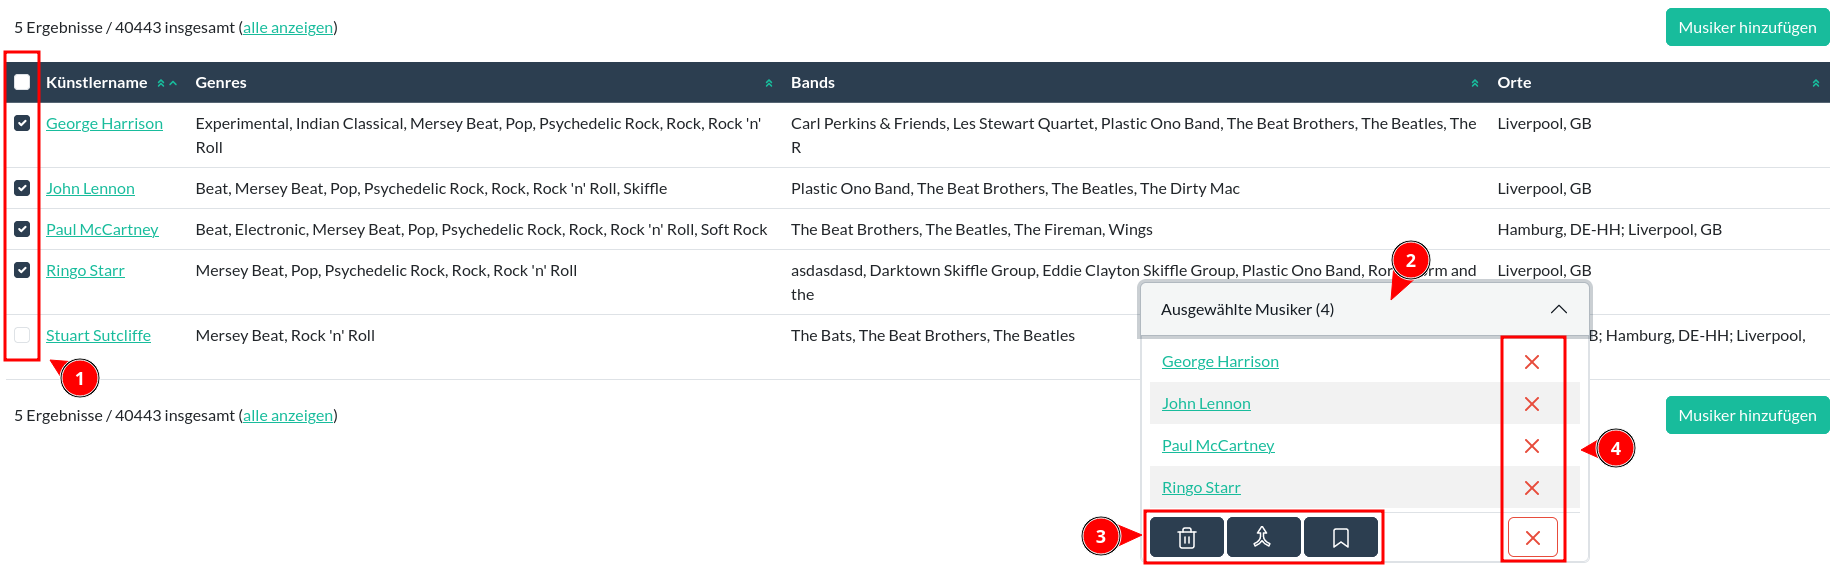 5 Ergebnisse / 40443 insgesamt (alle anzeigen)
Musiker hinzufügen
Künstlername Genres Bands Orte
George Harrison Experimental, Indian Classical, Mersey Beat, Pop, Psychedelic Rock, Rock, Rock 'n' Carl Perkins & Friends, Les Stewart Quartet, Plastic Ono Band, The Beat Brothers, The Beatles, The Liverpool, GB
Roll R
John Lennon Beat, Mersey Beat, Pop, Psychedelic Rock, Rock, Rock 'n' Roll, Skiffle Plastic Ono Band, The Beat Brothers, The Beatles, The Dirty Mac Liverpool, GB
Paul McCartney Beat, Electronic, Mersey Beat, Pop, Psychedelic Rock, Rock, Rock 'n' Roll, Soft Rock The Beat Brothers, The Beatles, The Fireman, Wings Hamburg, DE-HH; Liverpool, GB
Ringo Starr Mersey Beat, Pop, Psychedelic Rock, Rock, Rock 'n' Roll asdasdasd, Darktown Skiffle Group, Eddie Clayton Skiffle Group, Plastic Ono Band, and Liverpool, GB
the
2
Ausgewählte Musiker (4)
Stuart Sutcliffe Mersey Beat, Rock 'n' Roll The Bats, The Beat Brothers, The Beatles Hamburg, DE-HH; Liverpool,
1
George Harrison
John Lennon
Paul McCartney
Ringo Starr
4
3
5 Ergebnisse / 40443 insgesamt (alle anzeigen)
Musiker hinzufügen